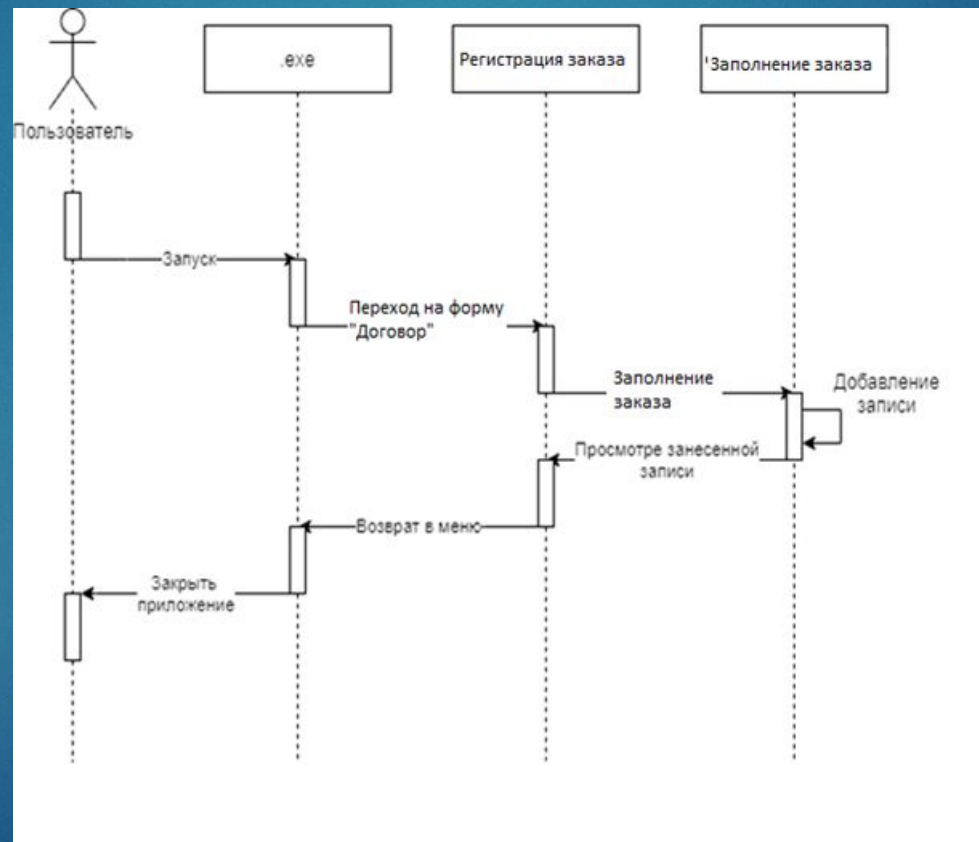 .exe
Регистрация заказа
'Заполнение заказа
Пользователь
Запуск
Переход на форму
"Договор"
Заполнение
заказа
Добавление
записи
Просмотре занесенной
записи
Возврат в меню
Закрыть
приложение